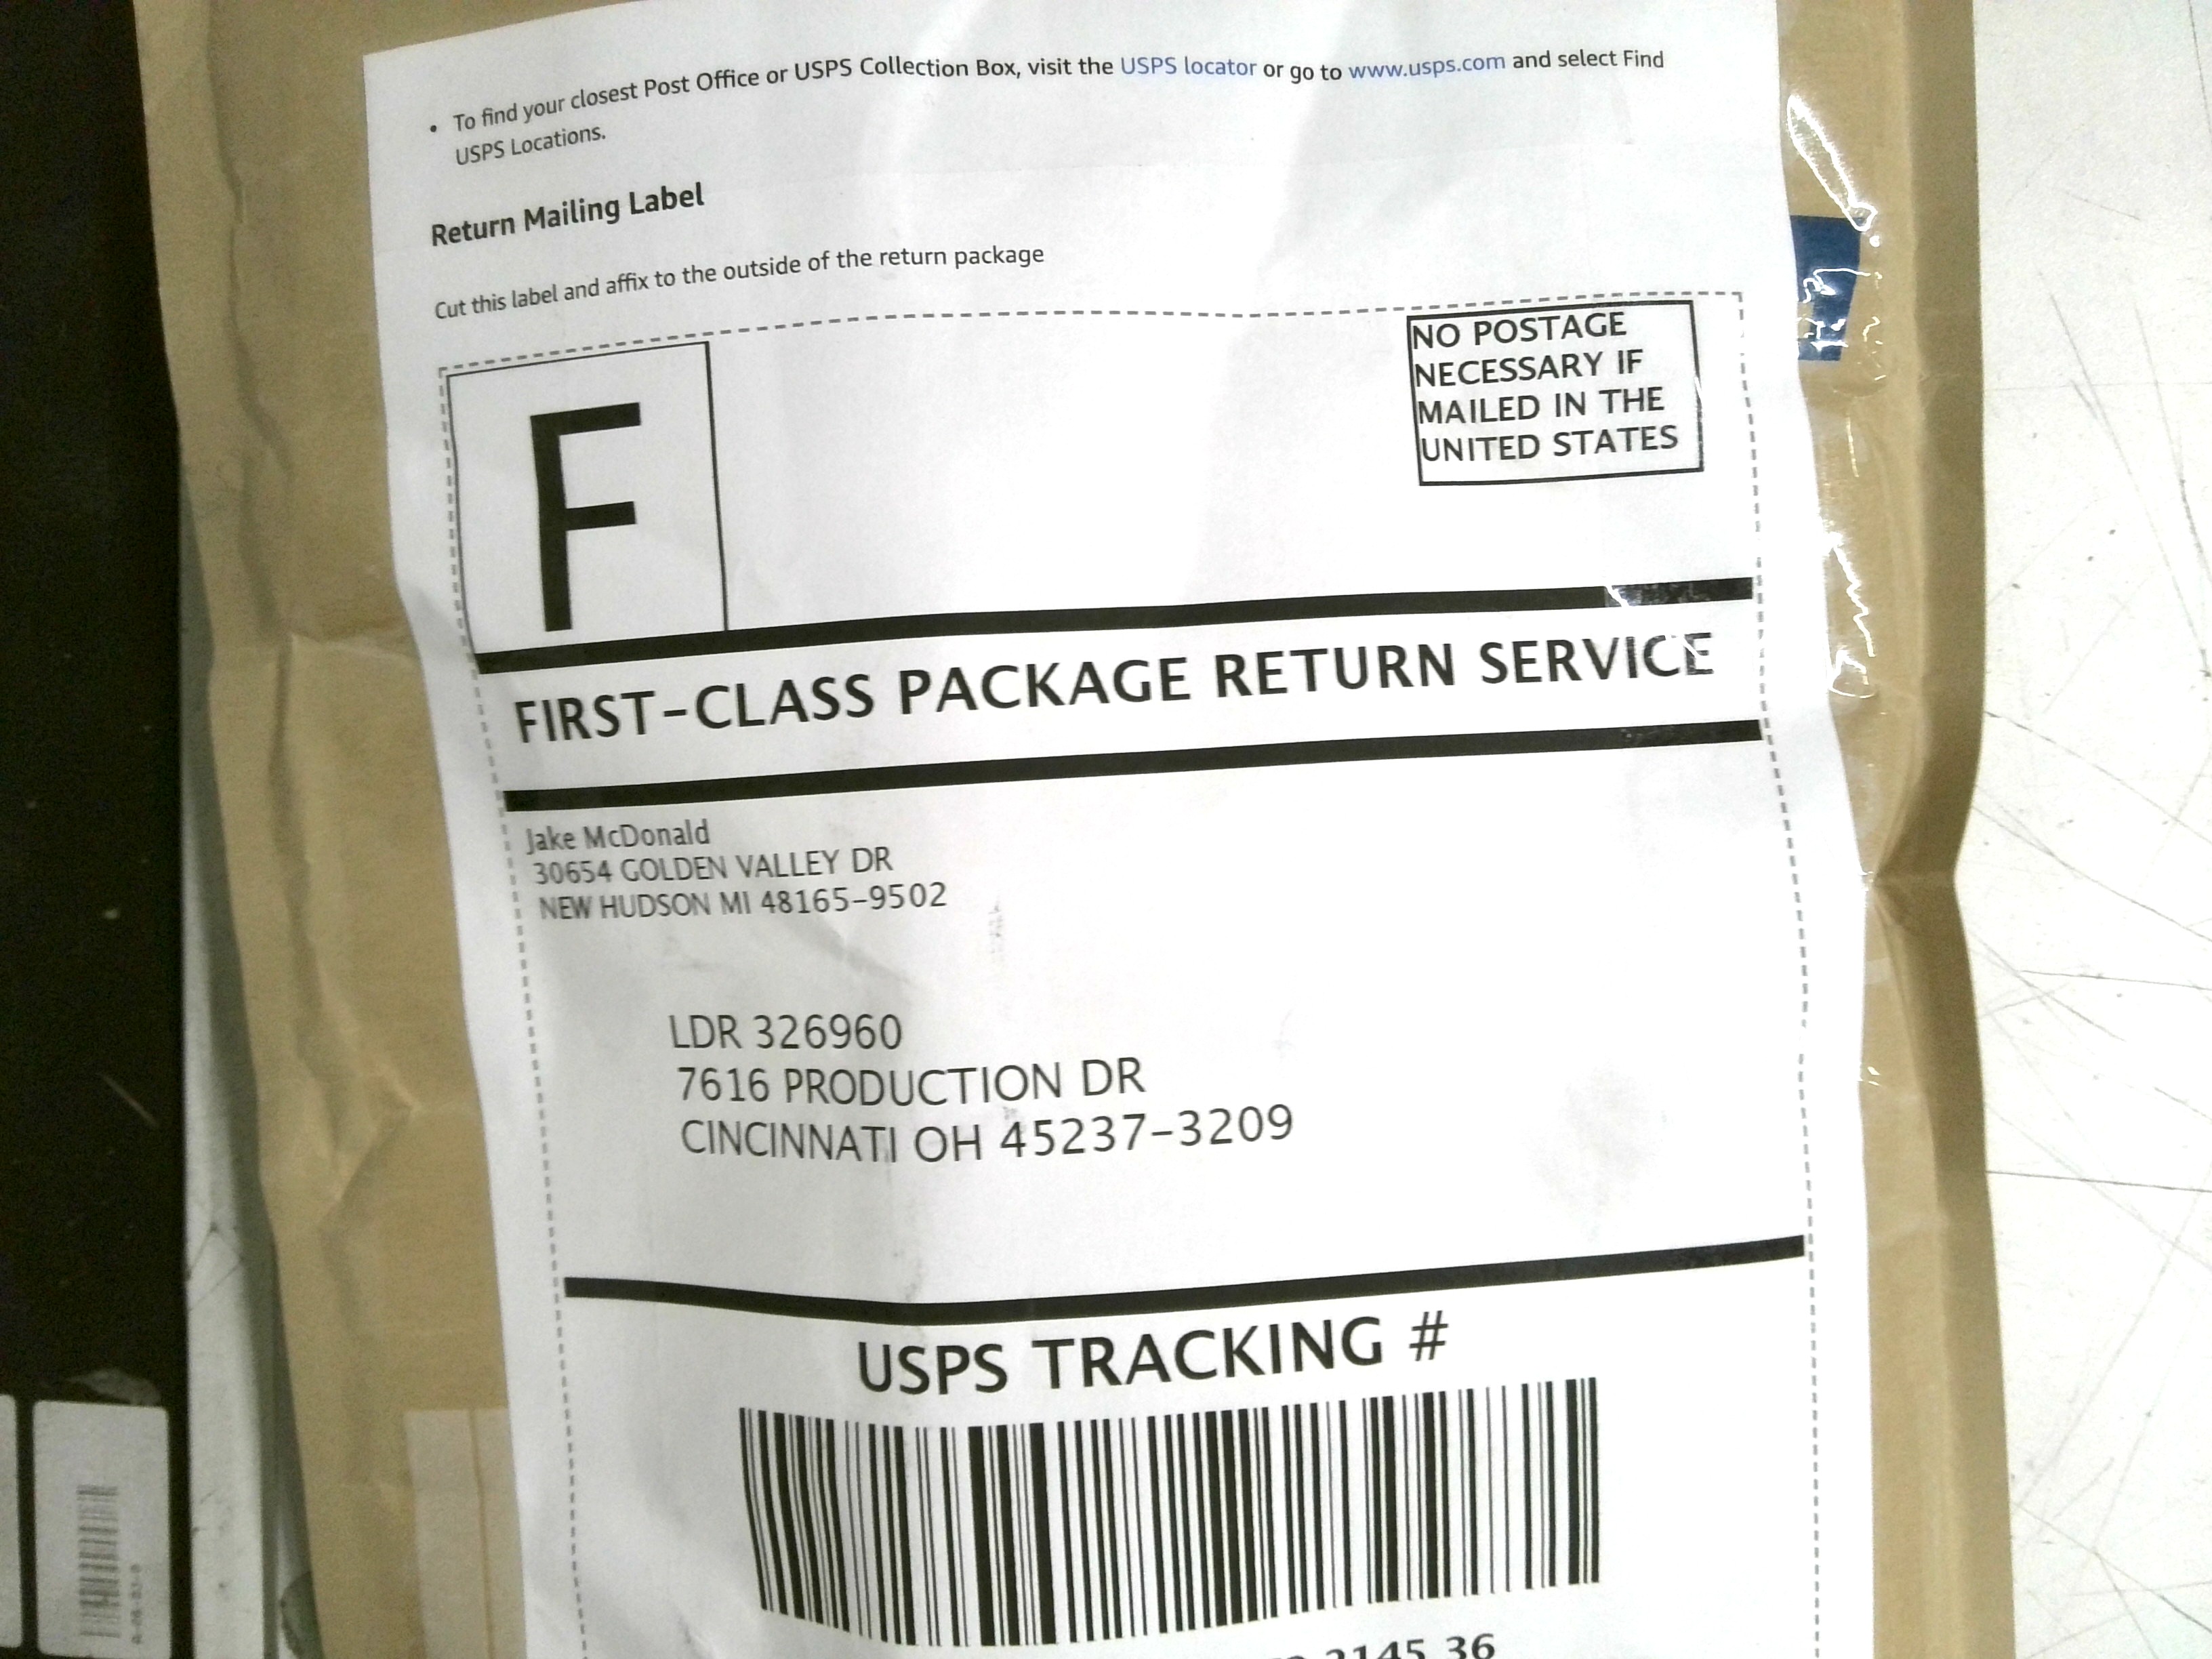 • To find your closest Post Office or USPS Collection Box, visit the USPS locator or go to www.usps.com and select Find
USPS Locations.
Return Mailing Label
Cut this label and affix to the outside of the return package
F
NO POSTAGE
NECESSARY IF
MAILED IN THE
UNITED STATES
FIRST-CLASS PACKAGE RETURN SERVICE
Jake McDonald
30654 GOLDEN VALLEY DR
NEW HUDSON MI 48165-9502
LDR 326960
7616 PRODUCTION DR
CINCINNATI OH 45237-3209
USPS TRACKING #
2145 36